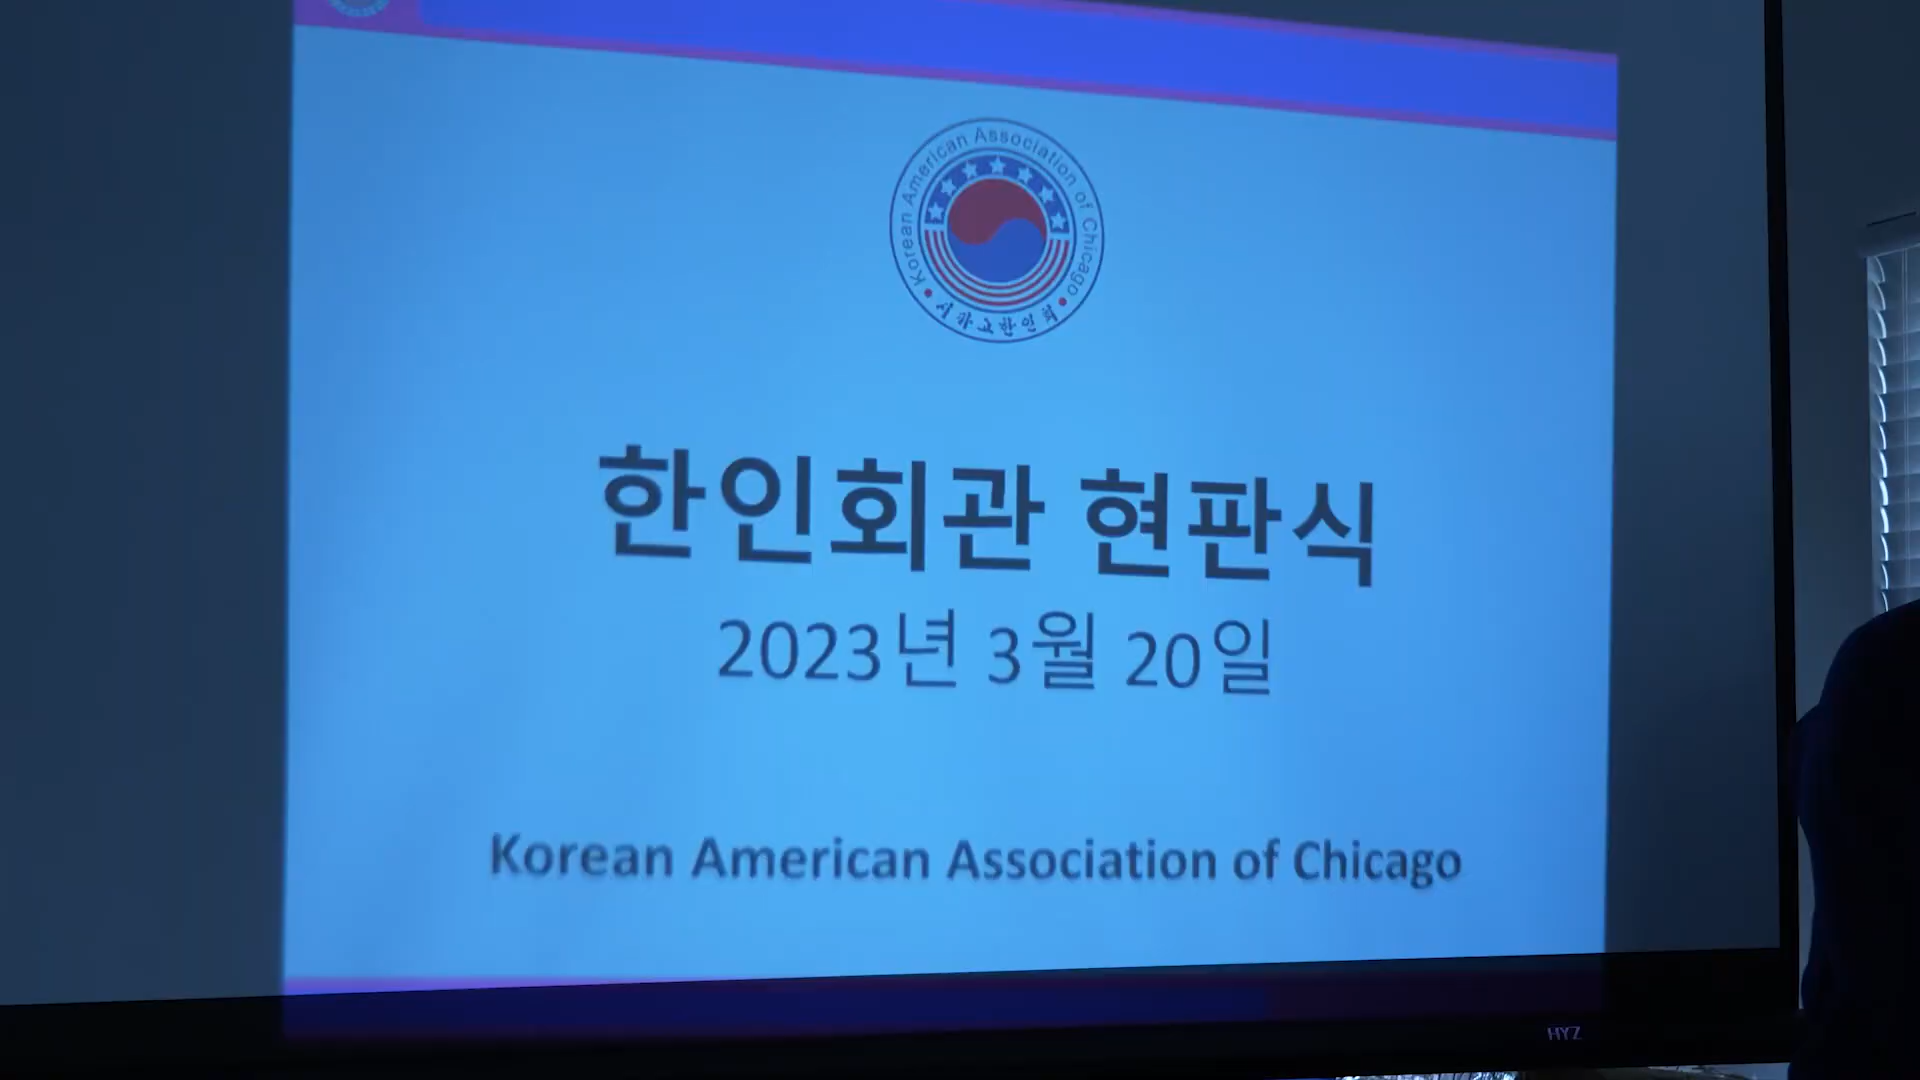 Korean American Association of Chicago
시카고한인회
한인회관 현판식
2023년 3월 20일
Korean American Association of Chicago
HYZ